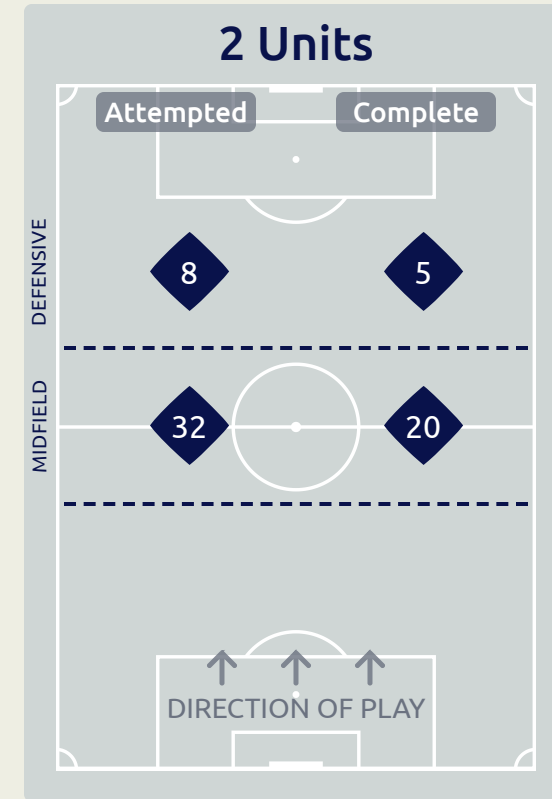 2 Units
Attempted Complete
DEFENSIVE
8 5
MIDFIELD
32 20
DIRECTION OF PLAY